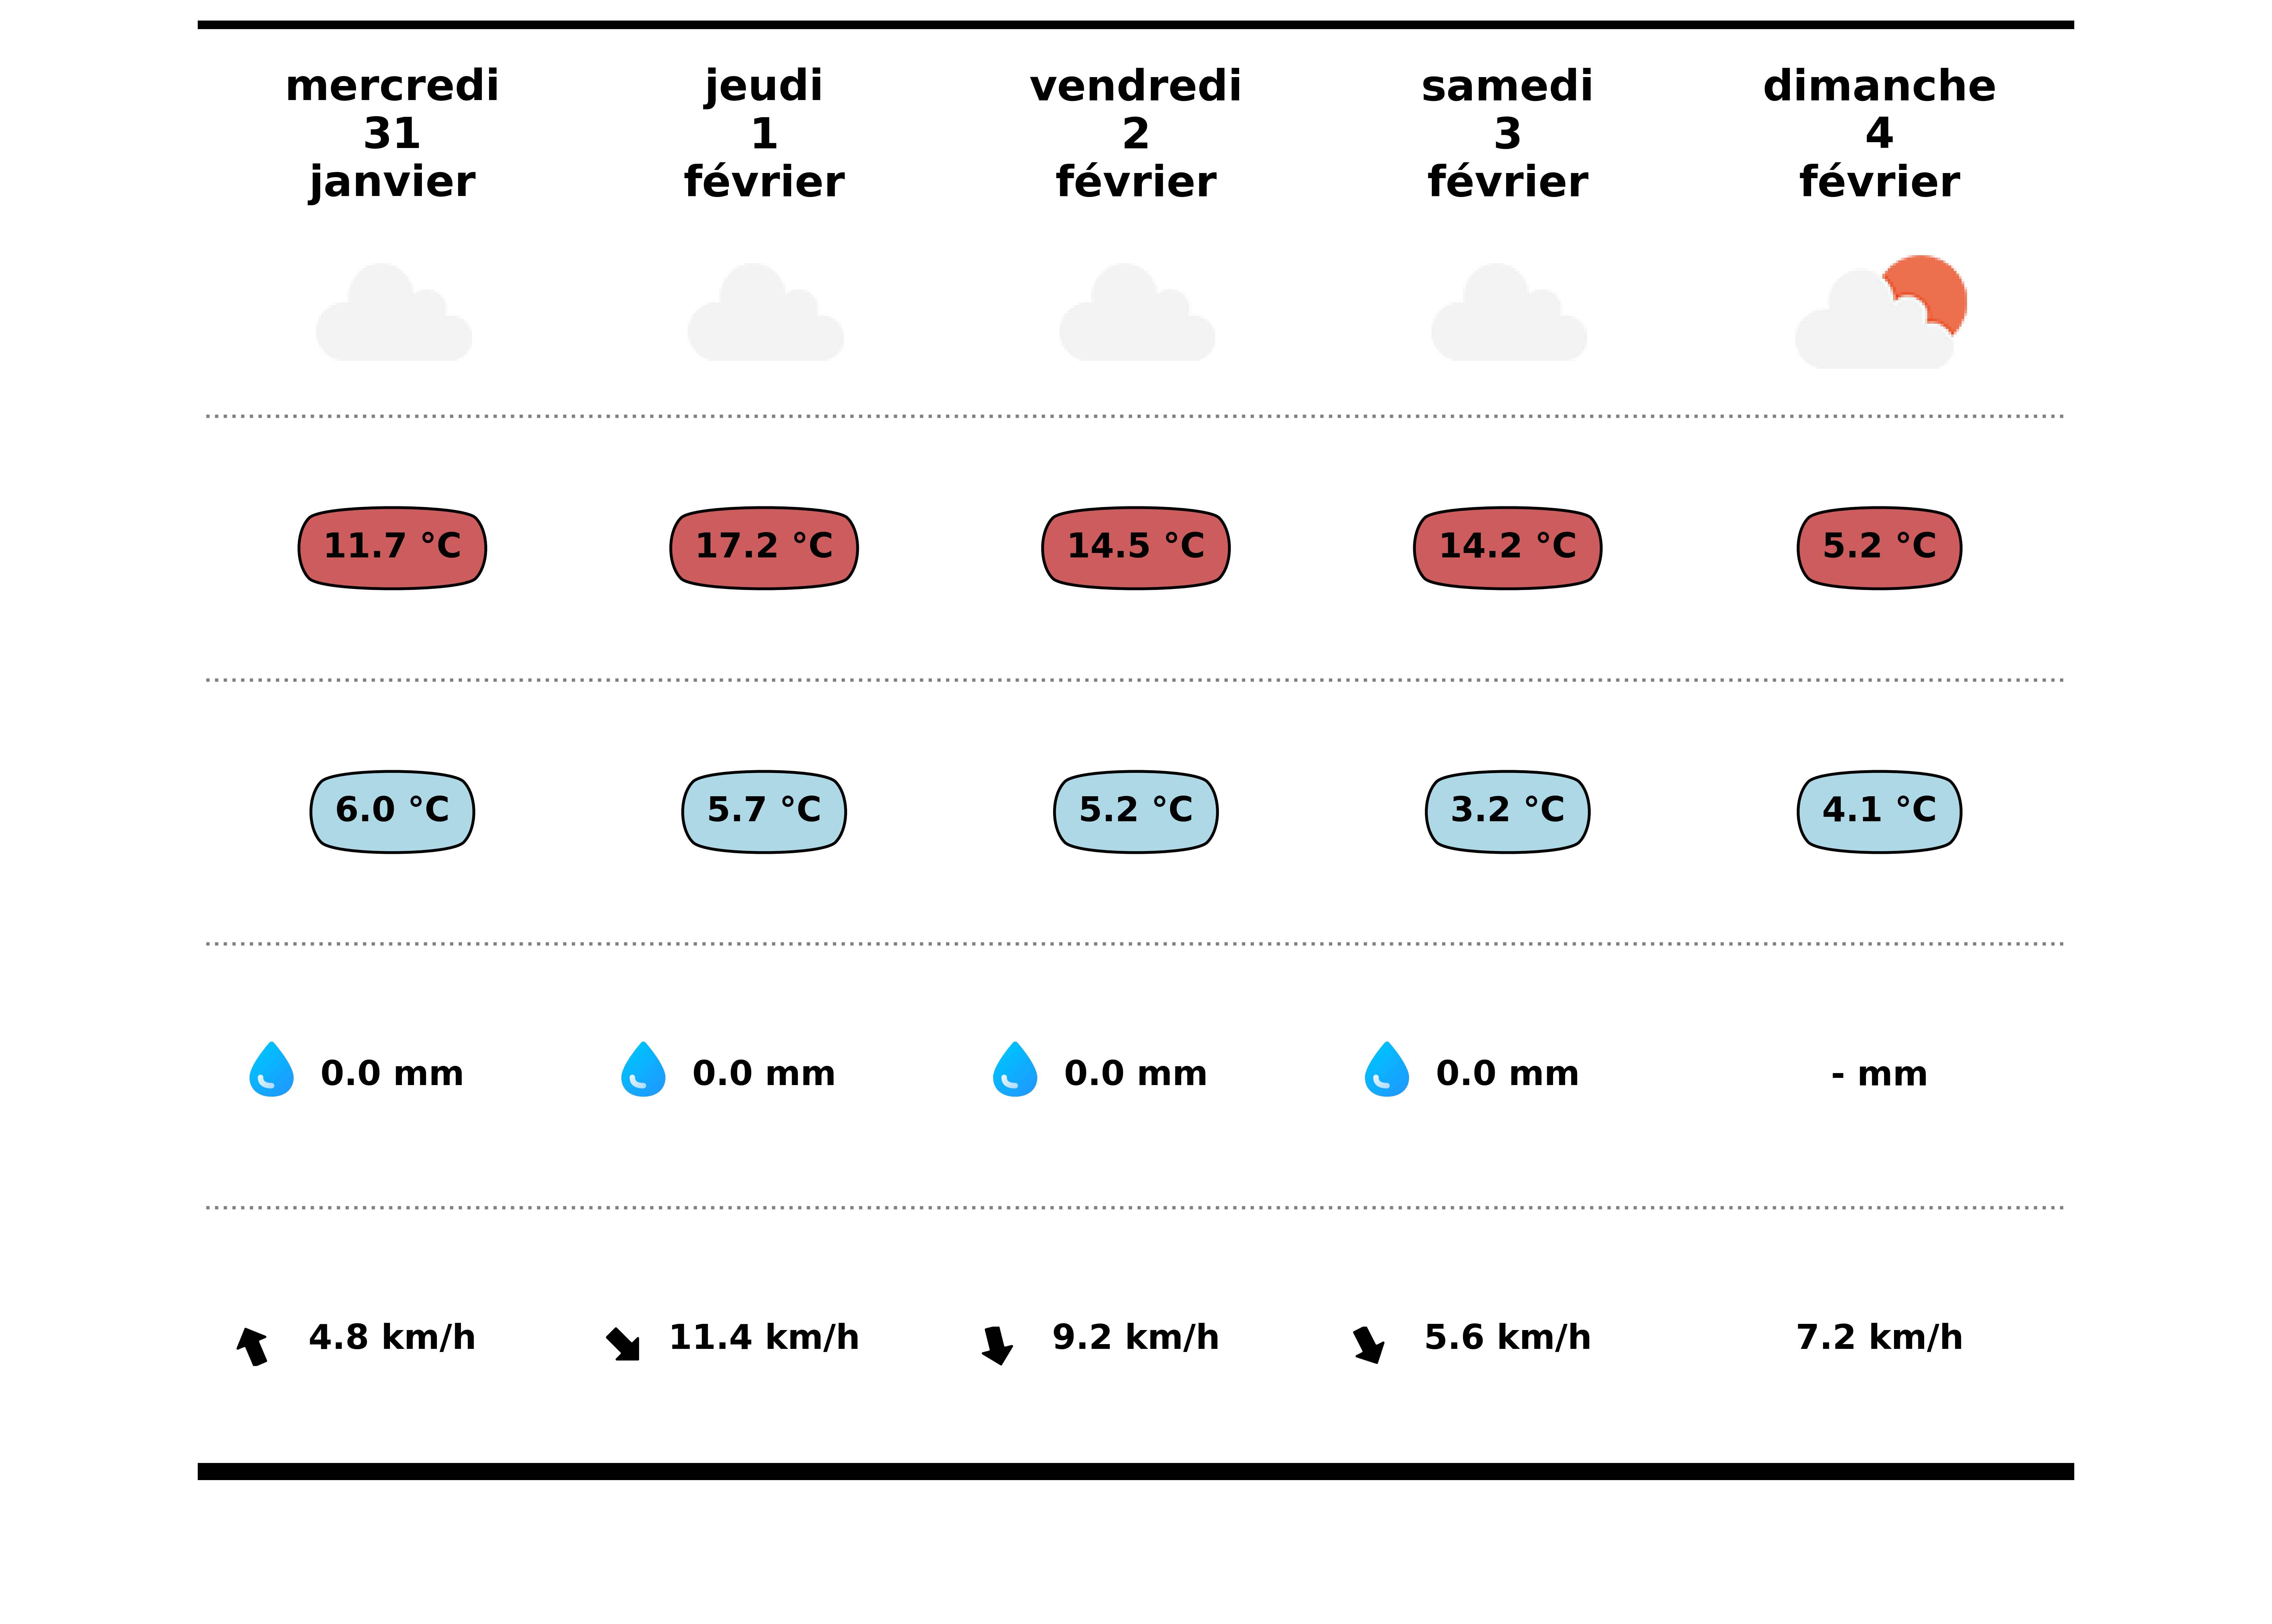 mercredi jeudi vendredi samedi dimanche
31 1 2 3 4
janvier février février février février
11.7 °C 17.2 °C 14.5 °C 14.2 °C 5.2 °C
6.0 °C 5.7 °C 5.2 °C 3.2 °C 4.1 °C
0.0 mm 0.0 mm 0.0 mm 0.0 mm - mm
4.8 km/h 11.4 km/h 9.2 km/h 5.6 km/h 7.2 km/h